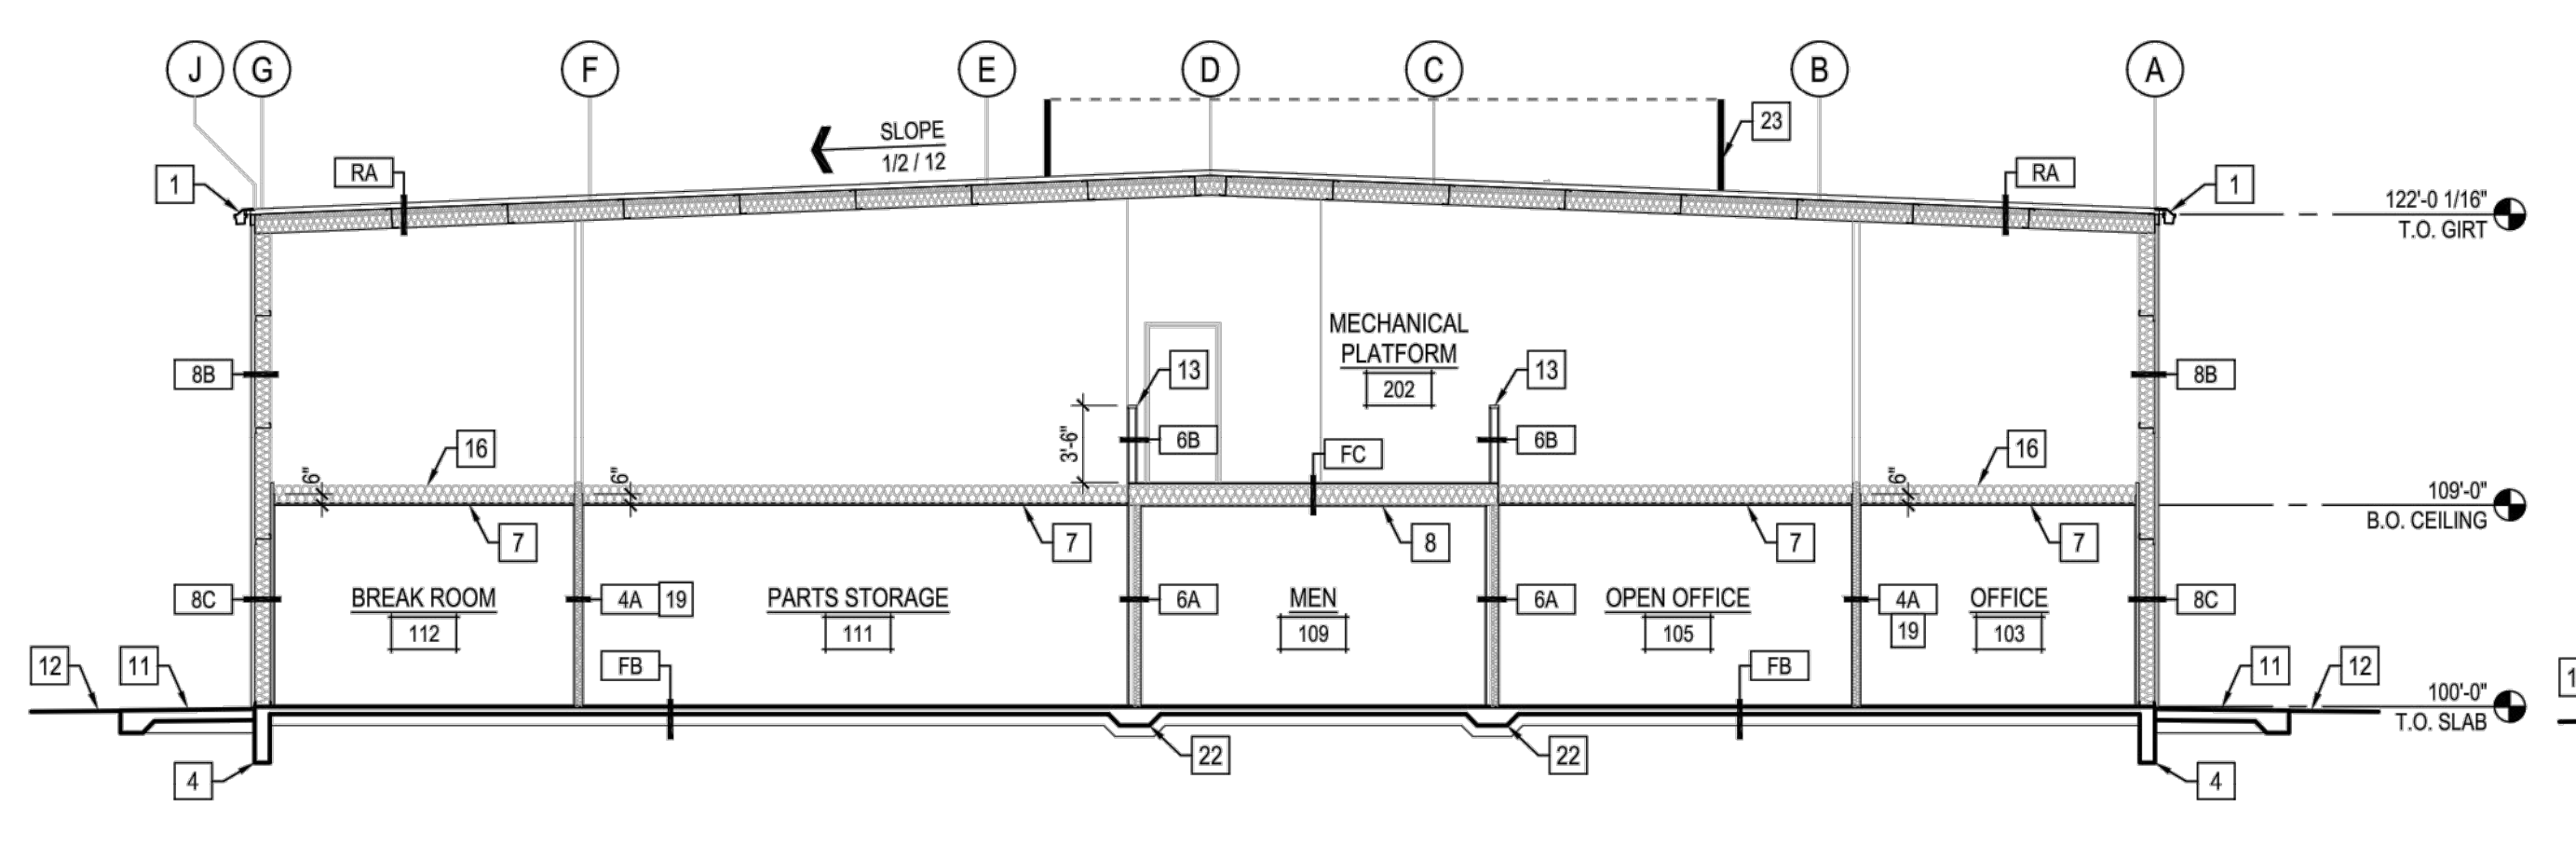 J G F E D C B A
SLOPE
1/2 / 12
23
RA
RA
1
1
122'-0 1/16"
T.O. GIRT
MECHANICAL
PLATFORM
202
13
13
8B
8B
3'-6"
6B
6B
FC
16
16
6"
6"
6"
109'-0"
B.O. CEILING
7
7
8
7
7
8C
BREAK ROOM
112
4A
19
PARTS STORAGE
111
6A
MEN
109
6A
OPEN OFFICE
105
4A
19
OFFICE
103
8C
FB
FB
12
11
11
12
100'-0"
T.O. SLAB
22
22
4
4